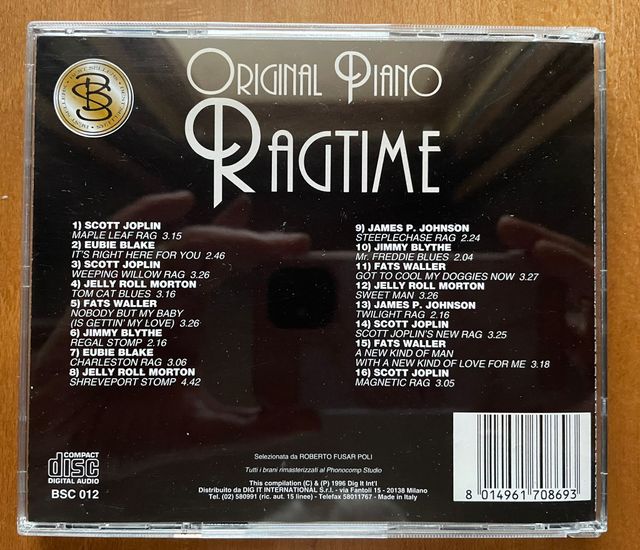 BEST SELLERS • BEST SELLERS •
BS
ORIGINAL PIANO
RAGTIME
1) SCOTT JOPLIN
MAPLE LEAF RAG 3.15
2) EUBIE BLAKE
IT'S RIGHT HERE FOR YOU 2.46
3) SCOTT JOPLIN
WEEPING WILLOW RAG 3.26
4) JELLY ROLL MORTON
TOM CAT BLUES 3.16
5) FATS WALLER
NOBODY BUT MY BABY
(IS GETTIN' MY LOVE) 3.26
6) JIMMY BLYTHE
REGAL STOMP 2.16
7) EUBIE BLAKE
CHARLESTON RAG 3.06
8) JELLY ROLL MORTON
SHREVEPORT STOMP 4.42
9) JAMES P. JOHNSON
STEEPLECHASE RAG 2.24
10) JIMMY BLYTHE
Mr. FREDDIE BLUES 2.04
11) FATS WALLER
GOT TO COOL MY DOGGIES NOW 3.27
12) JELLY ROLL MORTON
SWEET MAN 3.26
13) JAMES P. JOHNSON
TWILIGHT RAG 2.16
14) SCOTT JOPLIN
SCOTT JOPLIN'S NEW RAG 3.25
15) FATS WALLER
A NEW KIND OF MAN
WITH A NEW KIND OF LOVE FOR ME 3.18
16) SCOTT JOPLIN
MAGNETIC RAG 3.05
COMPACT
disc
DIGITAL AUDIO
BSC 012
Selezionata da ROBERTO FUSAR POLI
Tutti i brani rimasterizzati al Phonocomp Studio
This compilation (C) & (P) 1996 Dig It Int'l
Distribuito da DIG IT INTERNATIONAL S.r.l. - via Fantoli 15 - 20138 Milano
Tel. (02) 580991 (ric. aut. 15 linee) - Telefax 58011767 - Made in Italy
8 014961 708693